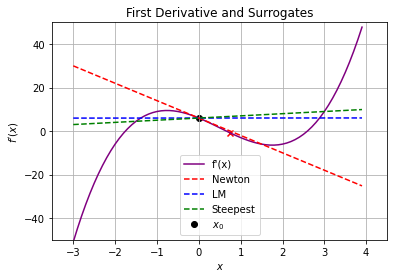 First Derivative and Surrogates
f'(x)
40
20
0
−20
−40
f'(x)
Newton
LM
Steepest
x₀
−3 −2 −1 0 1 2 3 4
x